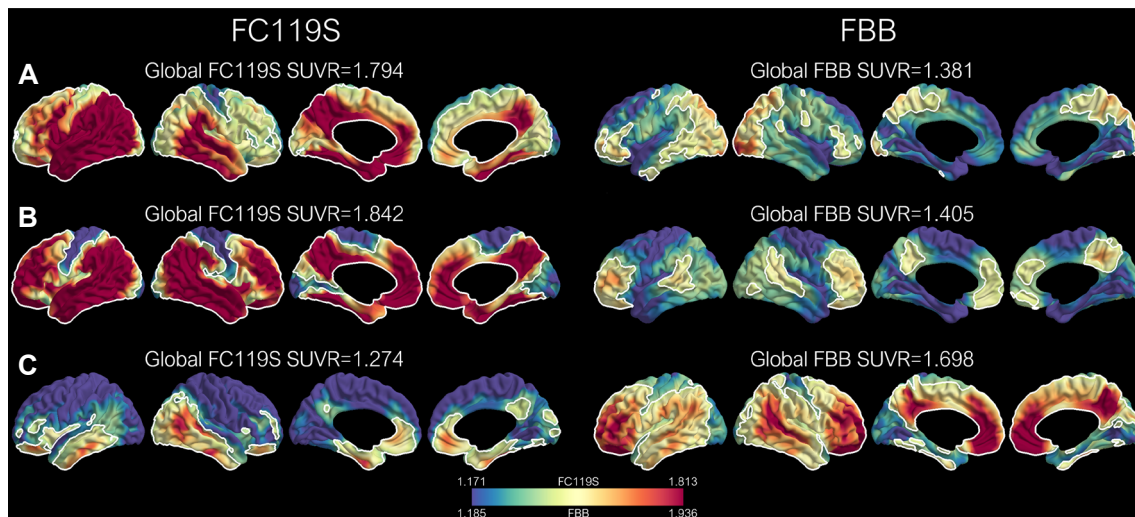 FC119S FBB
A Global FC119S SUVR=1.794 Global FBB SUVR=1.381
B Global FC119S SUVR=1.842 Global FBB SUVR=1.405
C Global FC119S SUVR=1.274 Global FBB SUVR=1.698
1.171 FC119S 1.813
1.185 FBB 1.936